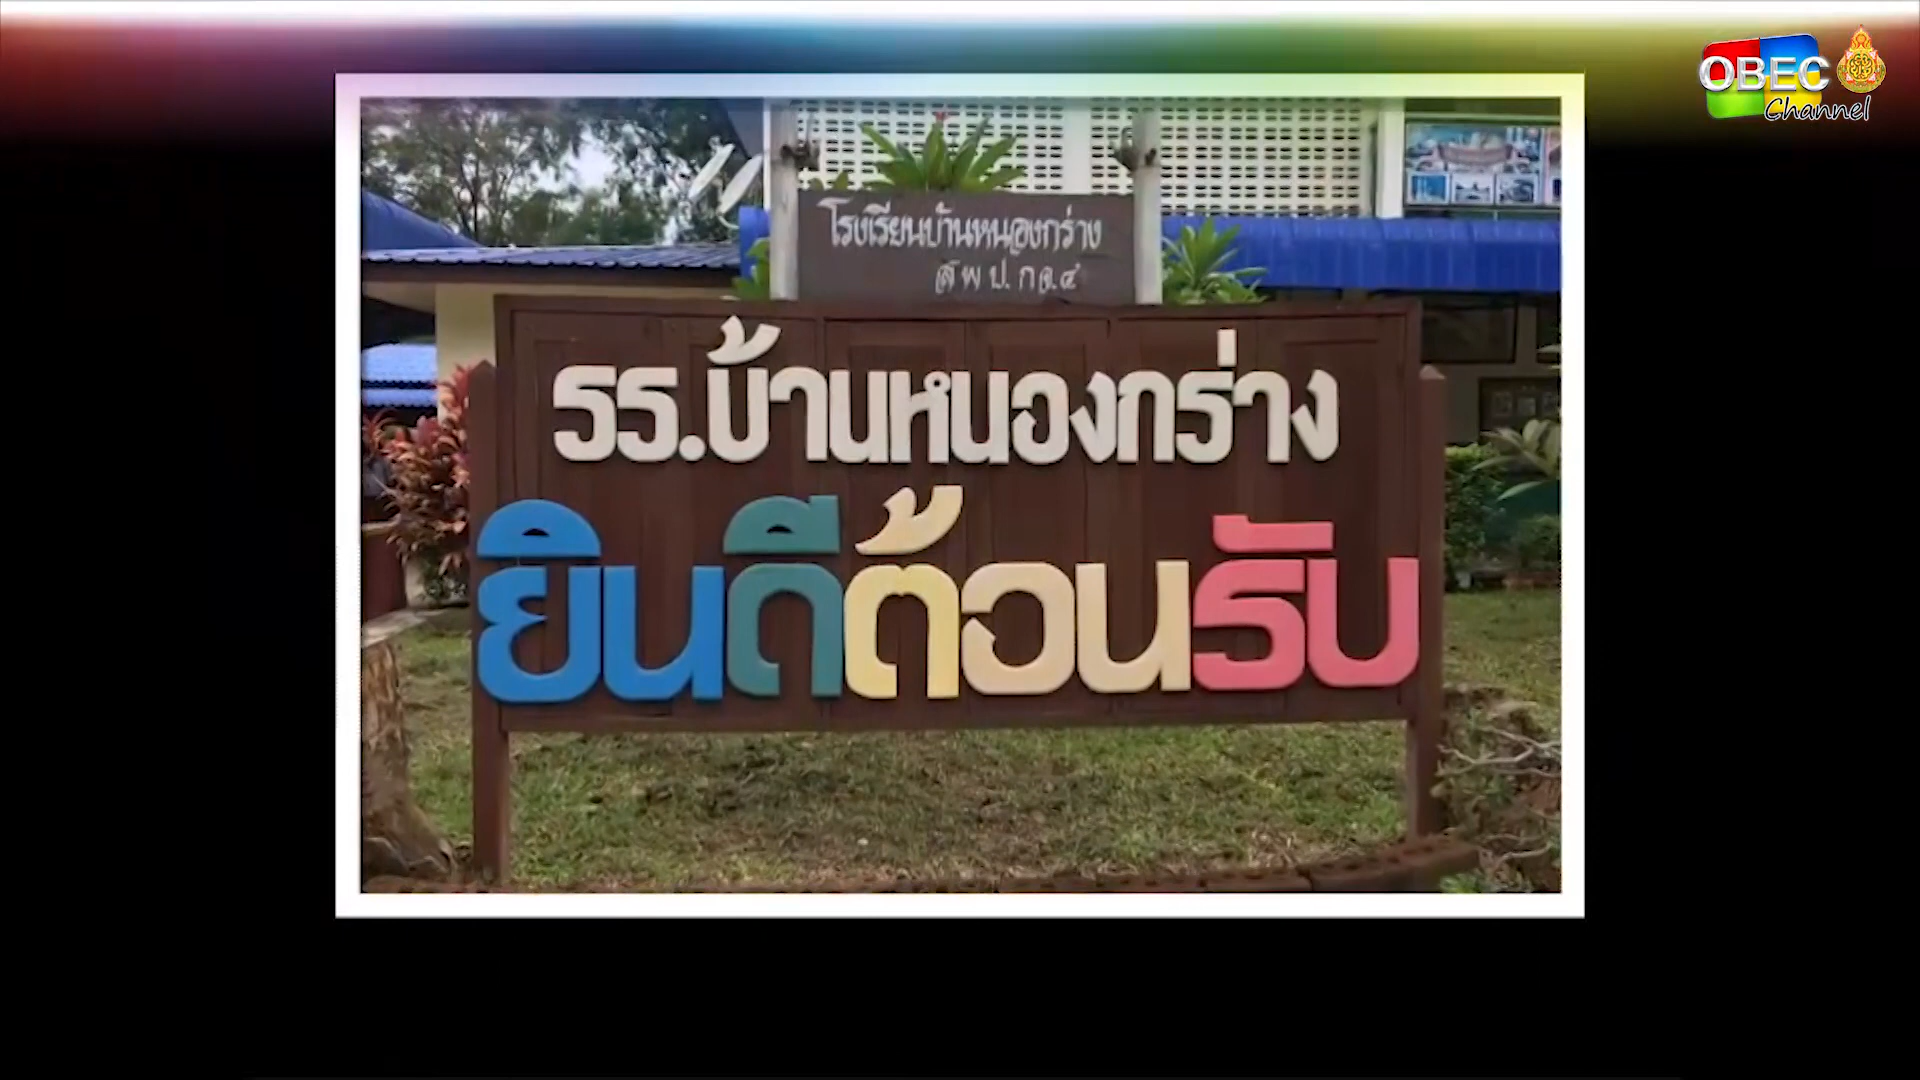 OBEC
Channel
โรงเรียนบ้านหนองกร่าง
สพป.กจ.๔
รร.บ้านหนองกร่าง
ยินดีต้อนรับ